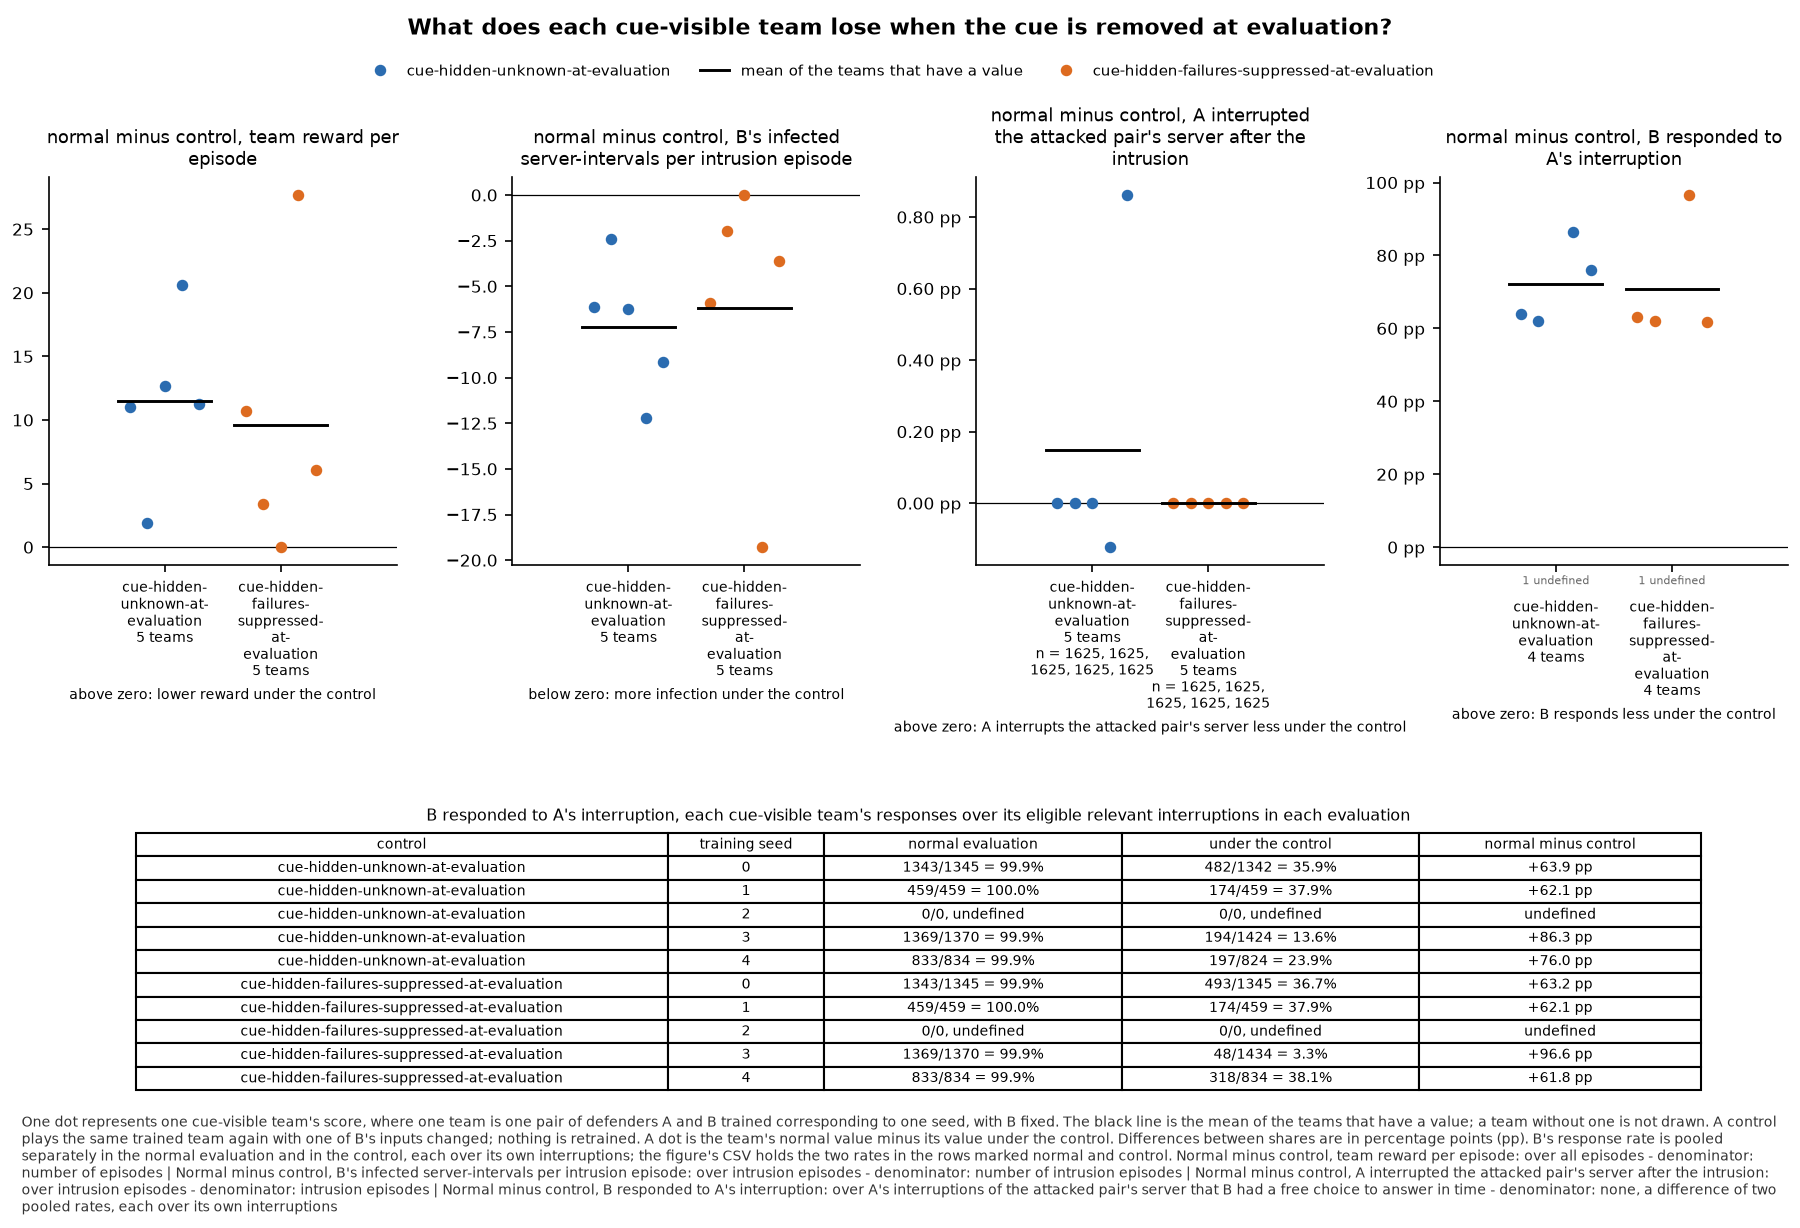 What does each cue-visible team lose when the cue is removed at evaluation?
cue-hidden-unknown-at-evaluation
mean of the teams that have a value
cue-hidden-failures-suppressed-at-evaluation
normal minus control, team reward per
episode
25
20
15
10
5
0
cue-hidden-
unknown-at-
evaluation
5 teams
cue-hidden-
failures-
suppressed-
at-
evaluation
5 teams
above zero: lower reward under the control
normal minus control, B's infected
server-intervals per intrusion episode
0.0
−2.5
−5.0
−7.5
−10.0
−12.5
−15.0
−17.5
−20.0
cue-hidden-
unknown-at-
evaluation
5 teams
cue-hidden-
failures-
suppressed-
at-
evaluation
5 teams
below zero: more infection under the control
normal minus control, A interrupted
the attacked pair's server after the
intrusion
0.80 pp
0.60 pp
0.40 pp
0.20 pp
0.00 pp
cue-hidden-
unknown-at-
evaluation
5 teams
n = 1625, 1625,
1625, 1625, 1625
cue-hidden-
failures-
suppressed-
at-
evaluation
5 teams
n = 1625, 1625,
1625, 1625, 1625
above zero: A interrupts the attacked pair's server less under the control
normal minus control, B responded to
A's interruption
100 pp
80 pp
60 pp
40 pp
20 pp
0 pp
1 undefined
1 undefined
cue-hidden-
unknown-at-
evaluation
4 teams
cue-hidden-
failures-
suppressed-
at-
evaluation
4 teams
above zero: B responds less under the control
B responded to A's interruption, each cue-visible team's responses over its eligible relevant interruptions in each evaluation
control training seed normal evaluation under the control normal minus control
cue-hidden-unknown-at-evaluation 0 1343/1345 = 99.9% 482/1342 = 35.9% +63.9 pp
cue-hidden-unknown-at-evaluation 1 459/459 = 100.0% 174/459 = 37.9% +62.1 pp
cue-hidden-unknown-at-evaluation 2 0/0, undefined 0/0, undefined undefined
cue-hidden-unknown-at-evaluation 3 1369/1370 = 99.9% 194/1424 = 13.6% +86.3 pp
cue-hidden-unknown-at-evaluation 4 833/834 = 99.9% 197/824 = 23.9% +76.0 pp
cue-hidden-failures-suppressed-at-evaluation 0 1343/1345 = 99.9% 493/1345 = 36.7% +63.2 pp
cue-hidden-failures-suppressed-at-evaluation 1 459/459 = 100.0% 174/459 = 37.9% +62.1 pp
cue-hidden-failures-suppressed-at-evaluation 2 0/0, undefined 0/0, undefined undefined
cue-hidden-failures-suppressed-at-evaluation 3 1369/1370 = 99.9% 48/1434 = 3.3% +96.6 pp
cue-hidden-failures-suppressed-at-evaluation 4 833/834 = 99.9% 318/834 = 38.1% +61.8 pp
One dot represents one cue-visible team's score, where one team is one pair of defenders A and B trained corresponding to one seed, with B fixed. The black line is the mean of the teams that have a value; a team without one is not drawn. A control
plays the same trained team again with one of B's inputs changed; nothing is retrained. A dot is the team's normal value minus its value under the control. Differences between shares are in percentage points (pp). B's response rate is pooled
separately in the normal evaluation and in the control, each over its own interruptions; the figure's CSV holds the two rates in the rows marked normal and control. Normal minus control, team reward per episode: over all episodes - denominator:
number of episodes | Normal minus control, B's infected server-intervals per intrusion episode: over intrusion episodes - denominator: number of intrusion episodes | Normal minus control, A interrupted the attacked pair's server after the intrusion:
over intrusion episodes - denominator: intrusion episodes | Normal minus control, B responded to A's interruption: over A's interruptions of the attacked pair's server that B had a free choice to answer in time - denominator: none, a difference of two
pooled rates, each over its own interruptions